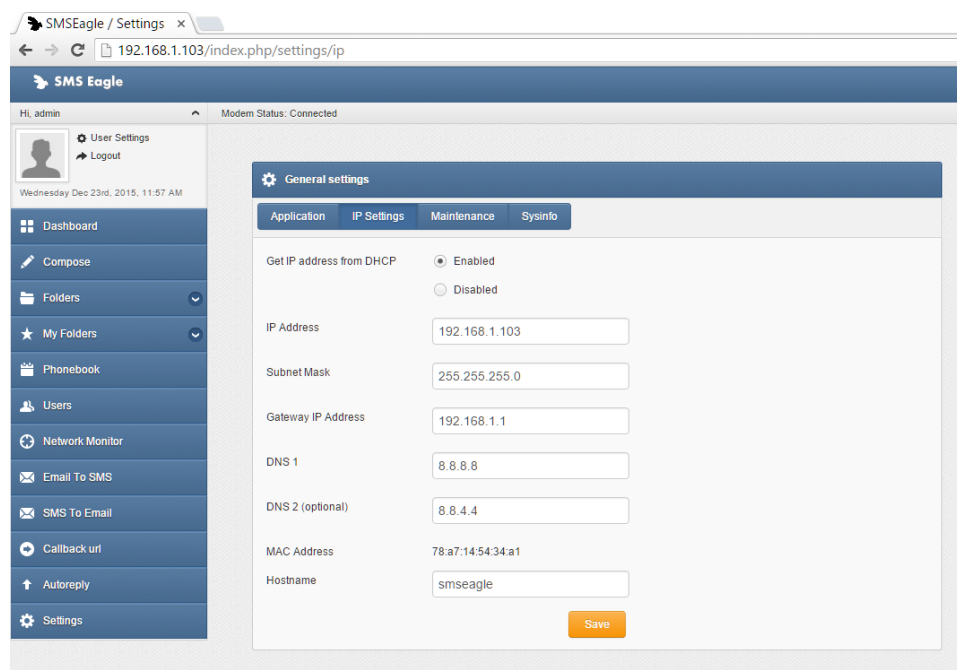 SMSEagle / Settings ×
192.168.1.103/index.php/settings/ip
SMS Eagle
Hi, admin
Modem Status: Connected
User Settings
Logout
Wednesday Dec 23rd, 2015, 11:57 AM
Dashboard
Compose
Folders
My Folders
Phonebook
Users
Network Monitor
Email To SMS
SMS To Email
Callback url
Autoreply
Settings
General settings
Application IP Settings Maintenance Sysinfo
Get IP address from DHCP Enabled
Disabled
IP Address 192.168.1.103
Subnet Mask 255.255.255.0
Gateway IP Address 192.168.1.1
DNS 1 8.8.8.8
DNS 2 (optional) 8.8.4.4
MAC Address 78:a7:14:54:34:a1
Hostname smseagle
Save